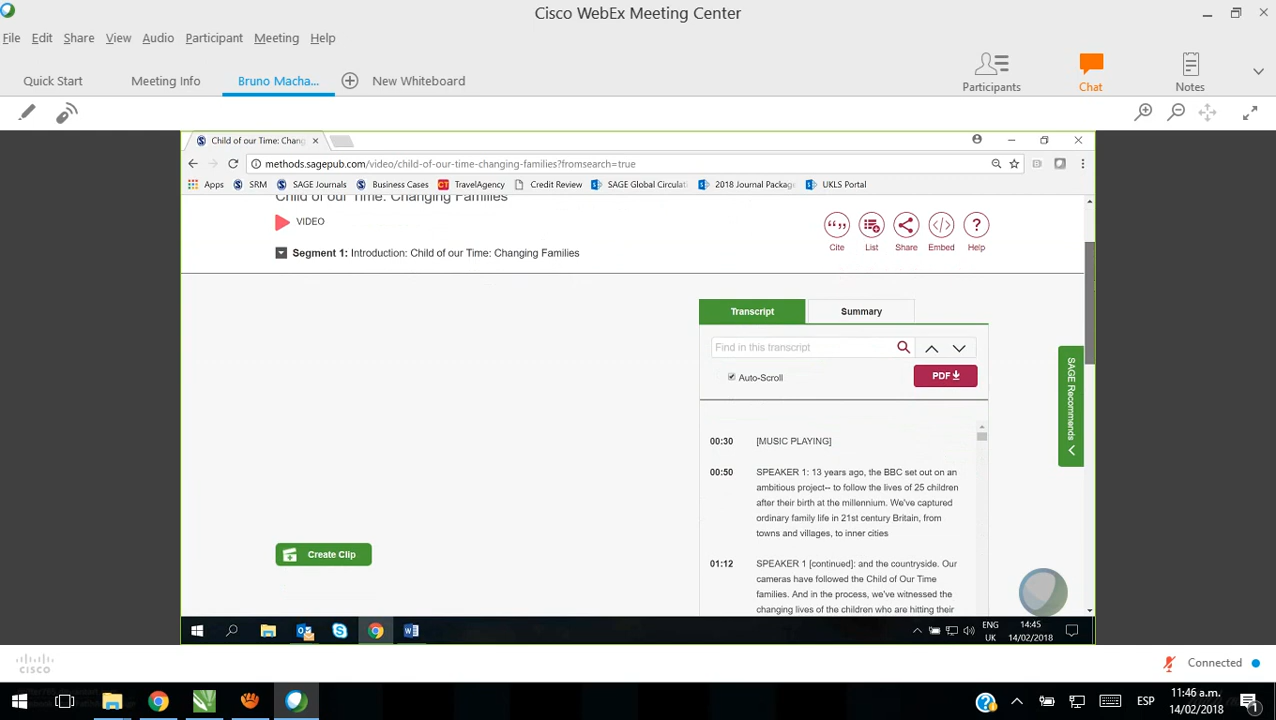 Cisco WebEx Meeting Center
File Edit Share View Audio Participant Meeting Help
Quick Start Meeting Info Bruno Macha... New Whiteboard
Participants Chat Notes
Child of our Time: Chang
methods.sagepub.com/video/child-of-our-time-changing-families?fromsearch=true
Apps SRM SAGE Journals Business Cases CT TravelAgency Credit Review SAGE Global Circulati 2018 Journal Package UKLS Portal
Child of our Time: Changing Families
VIDEO
Cite List Share Embed Help
Segment 1: Introduction: Child of our Time: Changing Families
Transcript Summary
Find in this transcript
Auto-Scroll
PDF
SAGE Recommends
00:30 [MUSIC PLAYING]
00:50 SPEAKER 1: 13 years ago, the BBC set out on an
ambitious project-- to follow the lives of 25 children
after their birth at the millennium. We've captured
ordinary family life in 21st century Britain, from
towns and villages, to inner cities
Create Clip
01:12 SPEAKER 1 [continued]: and the countryside. Our
cameras have followed the Child of Our Time
families. And in the process, we've witnessed the
changing lives of the children who are hitting their
ENG
UK
14:45
14/02/2018
cisco
Connected
ESP
11:46 a.m.
14/02/2018
1